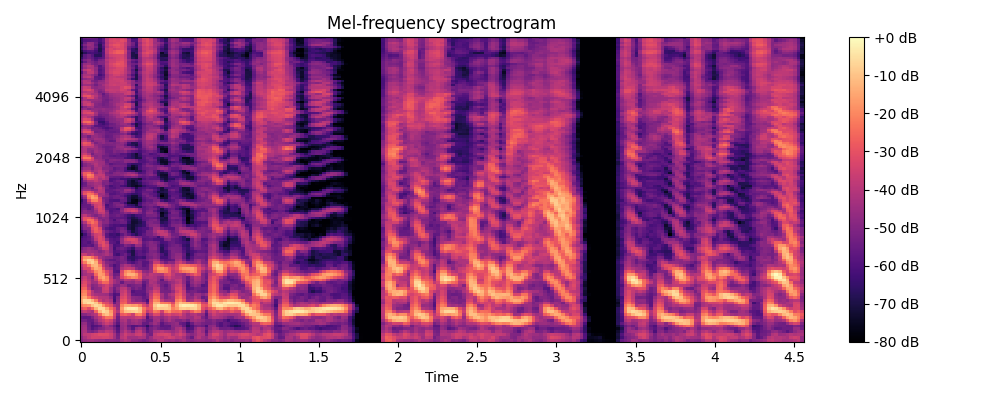 Mel-frequency spectrogram
+0 dB
-10 dB
4096
-20 dB
-30 dB
2048
Hz
-40 dB
1024
-50 dB
512
-60 dB
-70 dB
0
-80 dB
0 0.5 1 1.5 2 2.5 3 3.5 4 4.5
Time